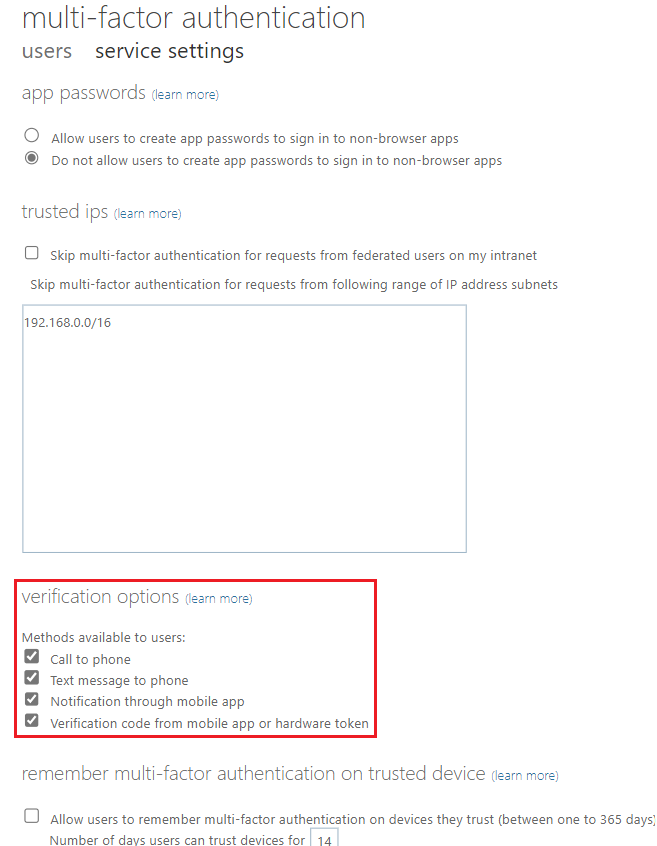 multi-factor authentication
users service settings
app passwords (learn more)
Allow users to create app passwords to sign in to non-browser apps
Do not allow users to create app passwords to sign in to non-browser apps
trusted ips (learn more)
Skip multi-factor authentication for requests from federated users on my intranet
Skip multi-factor authentication for requests from following range of IP address subnets
192.168.0.0/16
verification options (learn more)
Methods available to users:
Call to phone
Text message to phone
Notification through mobile app
Verification code from mobile app or hardware token
remember multi-factor authentication on trusted device (learn more)
Allow users to remember multi-factor authentication on devices they trust (between one to 365 days)
Number of days users can trust devices for 14